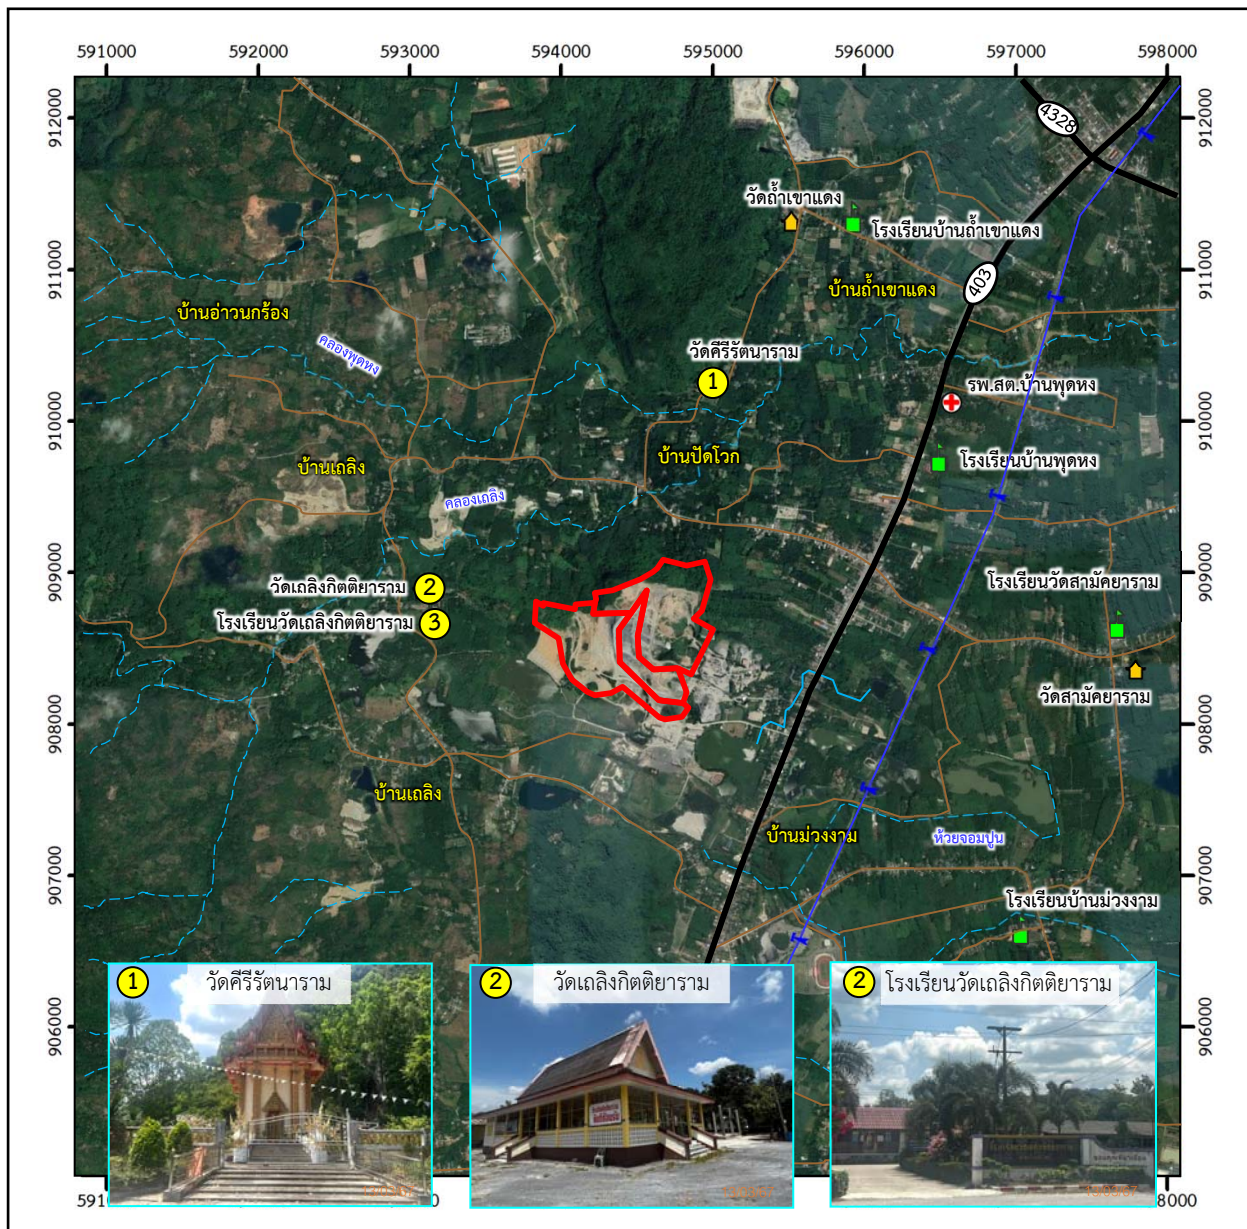 591000 592000 593000 594000 595000 596000 597000 598000
912000
912000
4328
วัดถ้ำเขาแดง
โรงเรียนบ้านถ้ำเขาแดง
911000
911000
บ้านถ้ำเขาแดง
403
บ้านอ่าวนกร้อง
คลองพุดหง
วัดคีรีรัตนาราม
1
รพ.สต.บ้านพุดหง
910000
910000
บ้านปัดโวก
โรงเรียนบ้านพุดหง
บ้านเถลิง
คลองเถลิง
909000
909000
วัดเถลิงกิตติยาราม
2
โรงเรียนวัดสามัคยาราม
โรงเรียนวัดเถลิงกิตติยาราม
3
วัดสามัคยาราม
908000
908000
บ้านเถลิง
บ้านม่วงงาม
ห้วยจอมปูน
907000
907000
โรงเรียนบ้านม่วงงาม
1 วัดคีรีรัตนาราม
2 วัดเถลิงกิตติยาราม
2 โรงเรียนวัดเถลิงกิตติยาราม
906000
906000